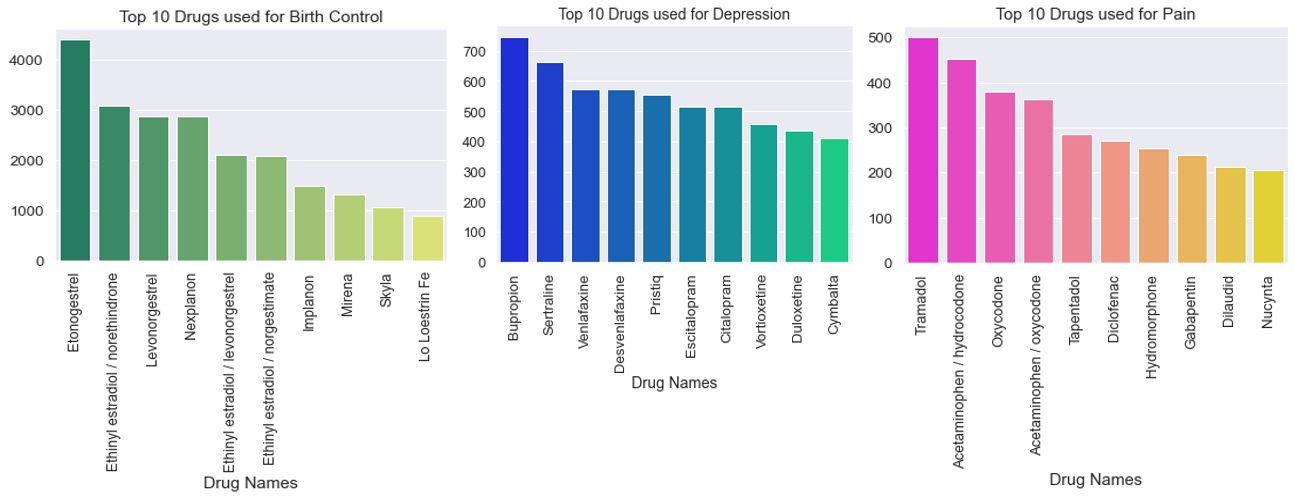 Top 10 Drugs used for Birth Control
4000
3000
2000
1000
0
Etonogestrel
Ethinyl estradiol / norethindrone
Levonorgestrel
Nexplanon
Ethinyl estradiol / levonorgestrel
Ethinyl estradiol / norgestimate
Implanon
Mirena
Skyla
Lo Loestrin Fe
Drug Names
Top 10 Drugs used for Depression
700
600
500
400
300
200
100
0
Bupropion
Sertraline
Venlafaxine
Desvenlafaxine
Pristiq
Escitalopram
Citalopram
Vortioxetine
Duloxetine
Cymbalta
Drug Names
Top 10 Drugs used for Pain
500
400
300
200
100
0
Tramadol
Acetaminophen / hydrocodone
Oxycodone
Acetaminophen / oxycodone
Tapentadol
Diclofenac
Hydromorphone
Gabapentin
Dilaudid
Nucynta
Drug Names